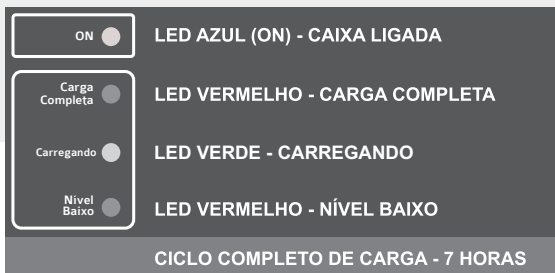 ON LED AZUL (ON) - CAIXA LIGADA
Carga
Completa
LED VERMELHO - CARGA COMPLETA
Carregando LED VERDE - CARREGANDO
Nível
Baixo
LED VERMELHO - NÍVEL BAIXO
CICLO COMPLETO DE CARGA - 7 HORAS